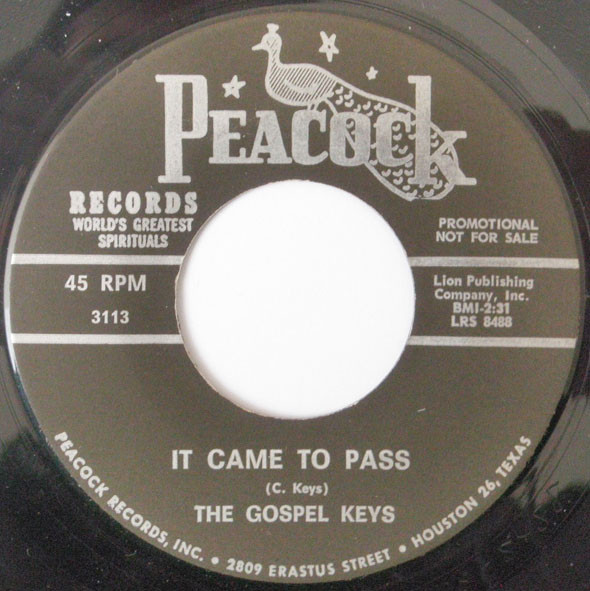 PEACOCK
RECORDS
WORLD'S GREATEST
SPIRITUALS
PROMOTIONAL
NOT FOR SALE
45 RPM
3113
Lion Publishing
Company, Inc.
BMI-2:31
LRS 8488
IT CAME TO PASS
(C. Keys)
THE GOSPEL KEYS
PEACOCK RECORDS, INC. • 2809 ERASTUS STREET • HOUSTON 26, TEXAS